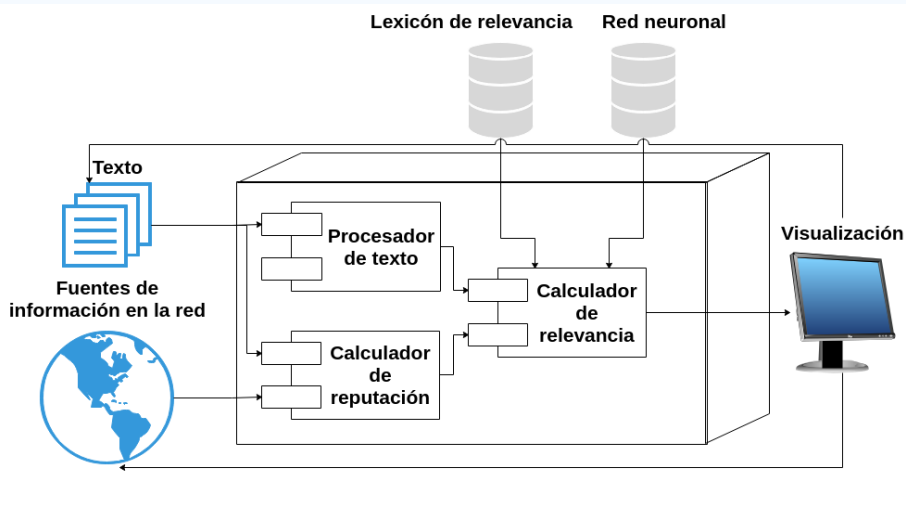 Lexicón de relevancia
Red neuronal
Texto
Procesador
de texto
Visualización
Fuentes de
información en la red
Calculador
de
relevancia
Calculador
de
reputación